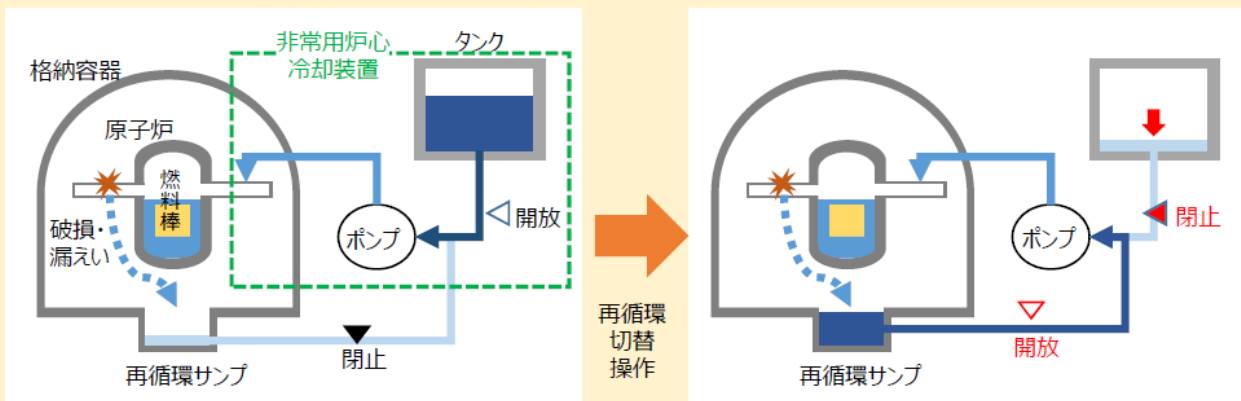 非常用炉心
冷却装置
タンク
格納容器
原子炉
燃料棒
破損・
漏えい
ポンプ
開放
閉止
再循環サンプ
再循環
切替
操作
ポンプ
閉止
開放
再循環サンプ